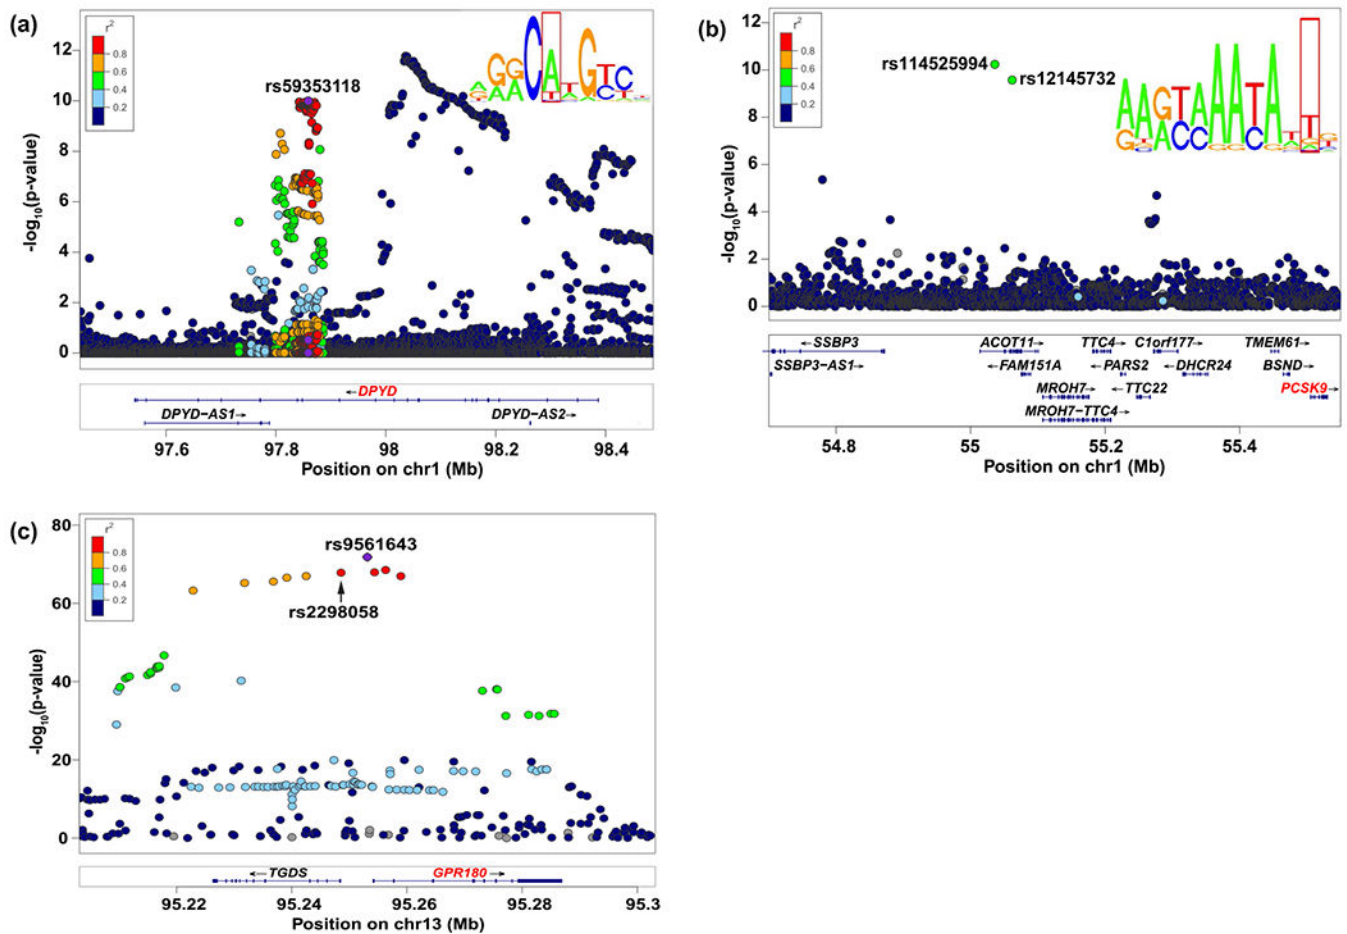 (a)
r2
0.8
0.6
0.4
0.2
rs59353118
12
10
8
6
4
2
0
-log10(p-value)
←DPYD
DPYD−AS1→
DPYD−AS2→
97.6 97.8 98 98.2 98.4
Position on chr1 (Mb)
(b)
r2
0.8
0.6
0.4
0.2
rs114525994
rs12145732
12
10
8
6
4
2
0
-log10(p-value)
←SSBP3 ACOT11→ TTC4→ C1orf177→ TMEM61→
SSBP3−AS1→ ←FAM151A ←PARS2 ←DHCR24 BSND→
MROH7→ ←TTC22 PCSK9→
MROH7−TTC4→
54.8 55 55.2 55.4
Position on chr1 (Mb)
(c)
r2
0.8
0.6
0.4
0.2
rs9561643
rs2298058
80
60
40
20
0
-log10(p-value)
←TGDS GPR180→
95.22 95.24 95.26 95.28 95.3
Position on chr13 (Mb)